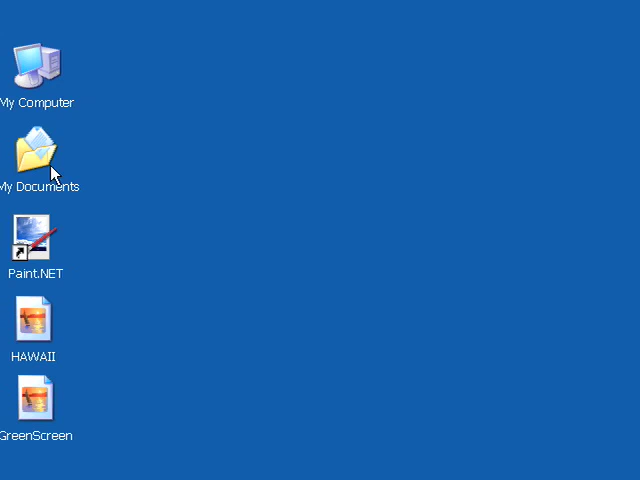 My Computer
My Documents
Paint.NET
HAWAII
GreenScreen